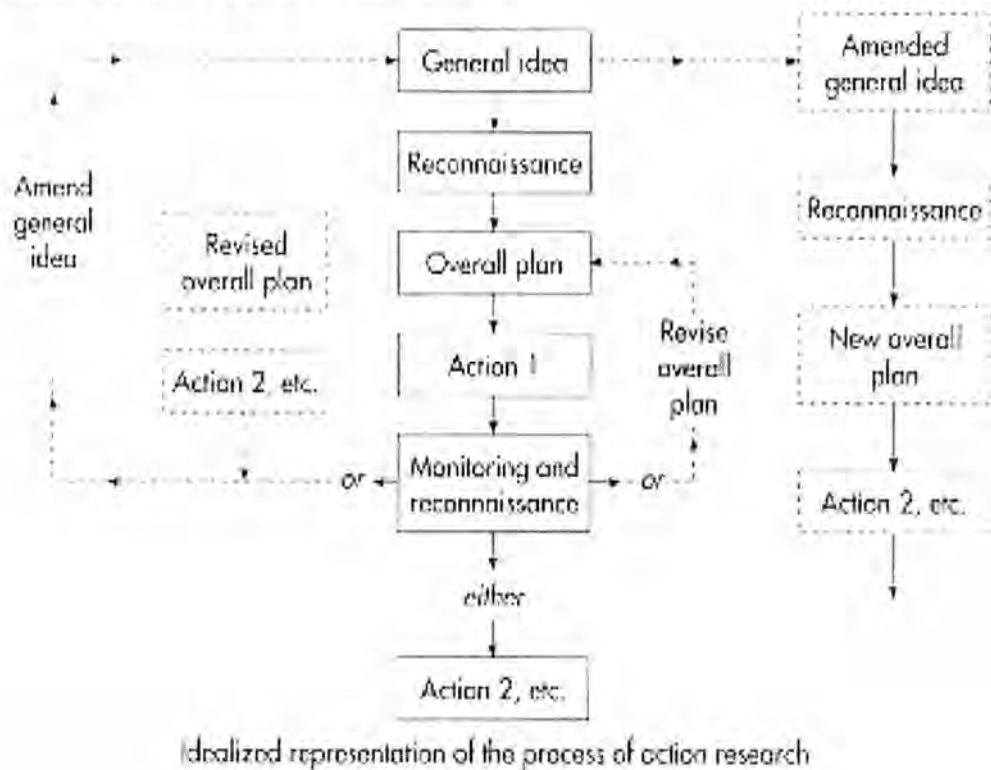 General idea
Amended
general idea
Reconnaissance
Amend
general
idea
Reconnaissance
Revised
overall plan
Overall plan
Revise
overall
plan
New overall
plan
Action 1
Action 2, etc.
Monitoring and
reconnaissance
or
or
Action 2, etc.
either
Action 2, etc.
Idealized representation of the process of action research